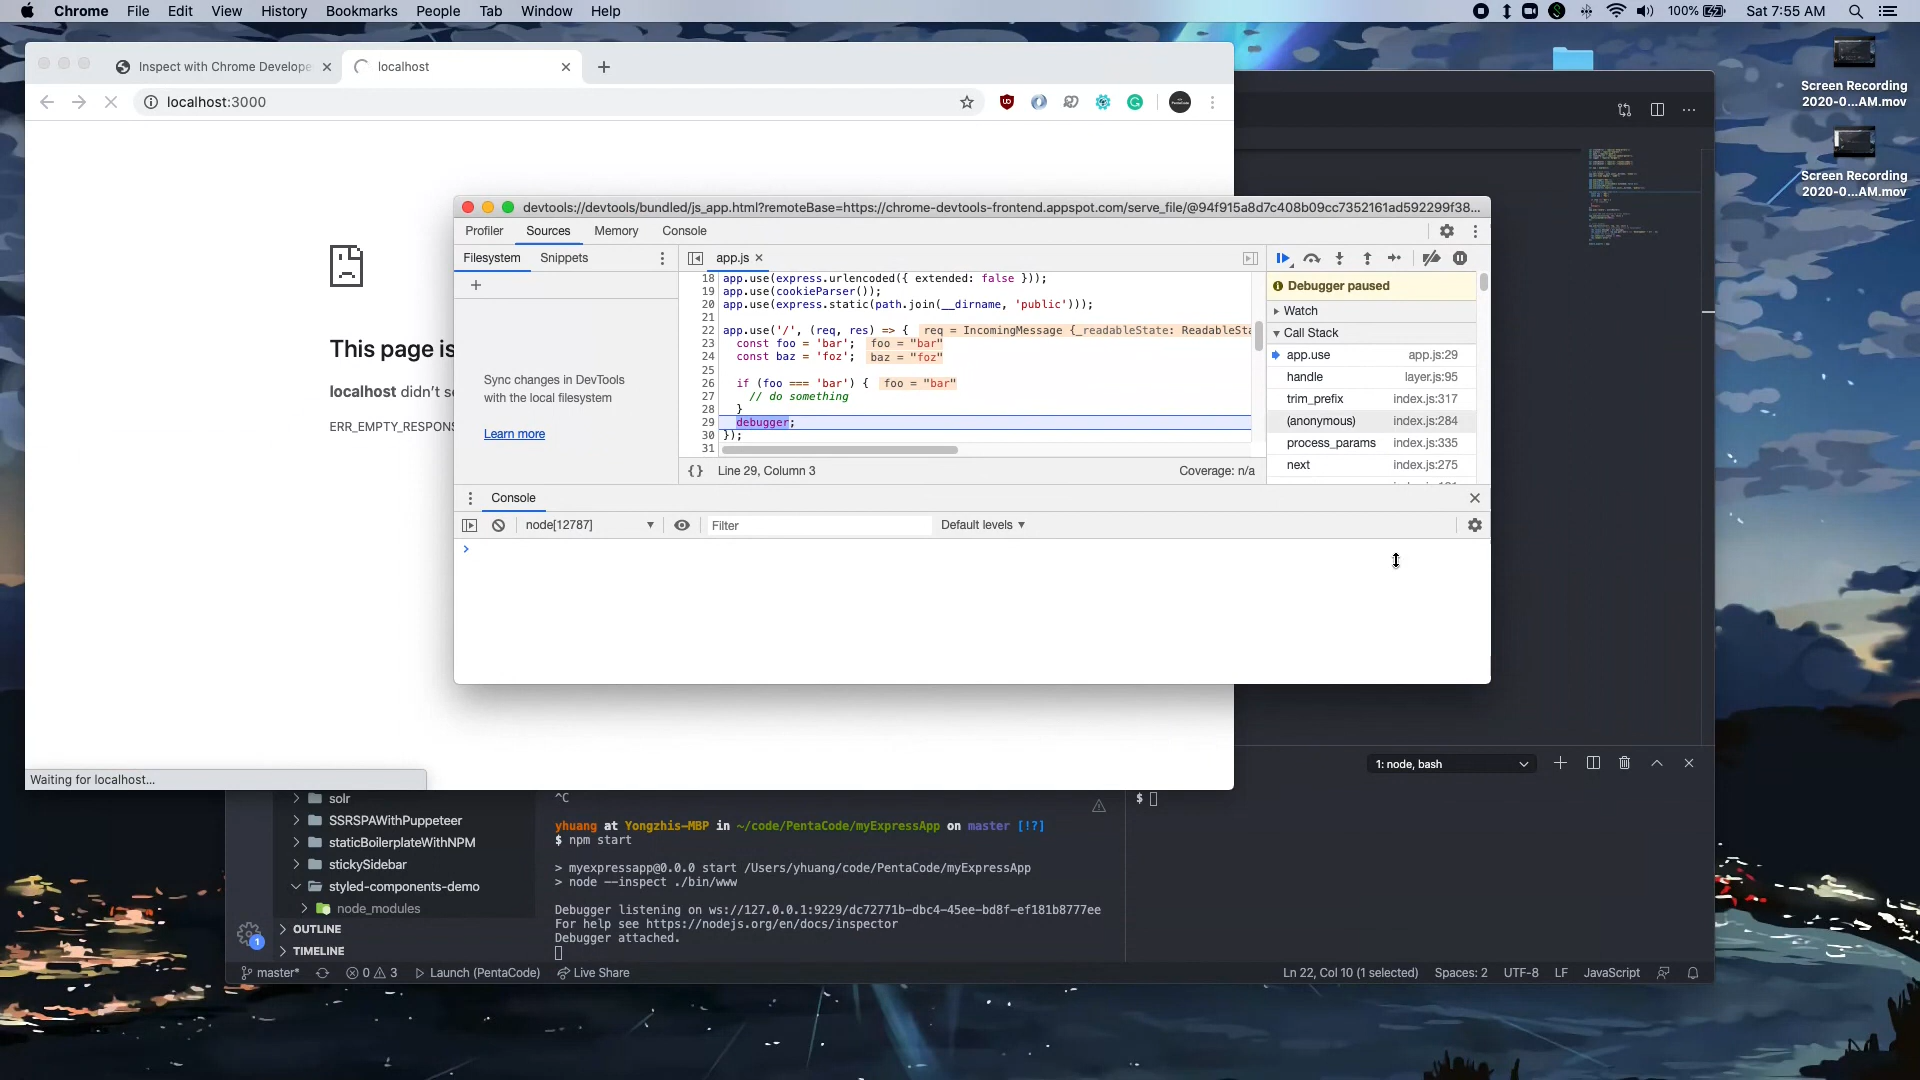 Chrome File Edit View History Bookmarks People Tab Window Help
100% Sat 7:55 AM
Inspect with Chrome Develope
localhost
localhost:3000
Screen Recording
2020-0...AM.mov
Screen Recording
2020-0...AM.mov
This page is
localhost didn't s
ERR_EMPTY_RESPONS
Waiting for localhost...
devtools://devtools/bundled/js_app.html?remoteBase=https://chrome-devtools-frontend.appspot.com/serve_file/@94f915a8d7c408b09cc7352161ad592299f38...
Profiler Sources Memory Console
Filesystem Snippets
app.js
Sync changes in DevTools
with the local filesystem
Learn more
18 app.use(express.urlencoded({ extended: false }));
19 app.use(cookieParser());
20 app.use(express.static(path.join(__dirname, 'public')));
21
22 app.use('/', (req, res) => { req = IncomingMessage {_readableState: ReadableSta
23 const foo = 'bar'; foo = "bar"
24 const baz = 'foz'; baz = "foz"
25
26 if (foo === 'bar') { foo = "bar"
27 // do something
28 }
29 debugger;
30 });
31
{} Line 29, Column 3 Coverage: n/a
Debugger paused
Watch
Call Stack
app.use app.js:29
handle layer.js:95
trim_prefix index.js:317
(anonymous) index.js:284
process_params index.js:335
next index.js:275
Console
node[12787] Filter Default levels
>
1: node, bash
solr
SSRSPAWithPuppeteer
staticBoilerplateWithNPM
stickySidebar
styled-components-demo
node_modules
OUTLINE
TIMELINE
1
^C
yhuang at Yongzhis-MBP in ~/code/PentaCode/myExpressApp on master [!?]
$ npm start
> myexpressapp@0.0.0 start /Users/yhuang/code/PentaCode/myExpressApp
> node --inspect ./bin/www
Debugger listening on ws://127.0.0.1:9229/dc72771b-dbc4-45ee-bd8f-ef181b8777ee
For help see https://nodejs.org/en/docs/inspector
Debugger attached.
$
master* 0 3 Launch (PentaCode) Live Share
Ln 22, Col 10 (1 selected) Spaces: 2 UTF-8 LF JavaScript